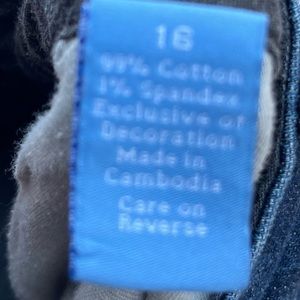 16
99% Cotton
1% Spandex
Exclusive of
Decoration
Made in
Cambodia
Care on
Reverse